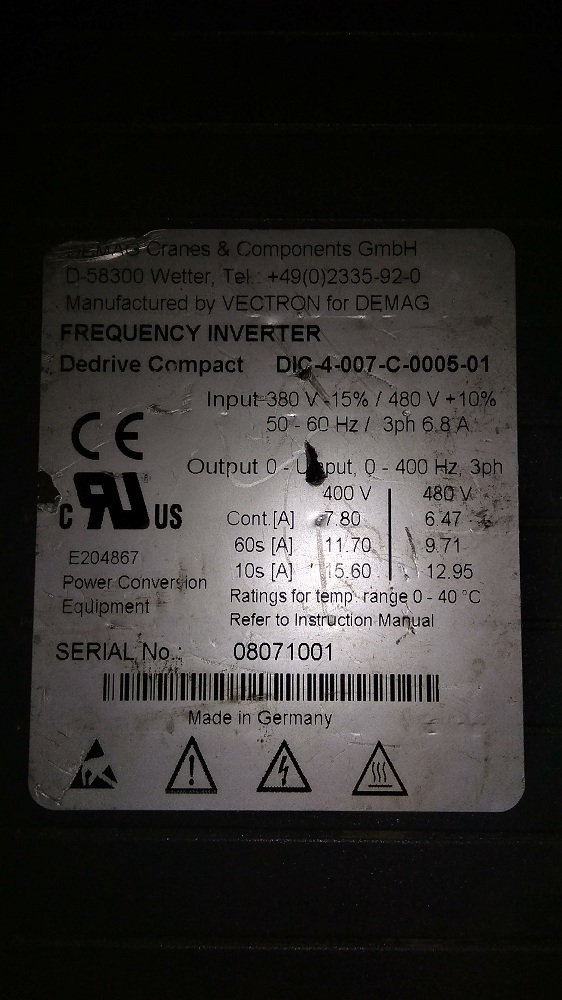 DEMAG Cranes & Components GmbH
D-58300 Wetter, Tel.: +49(0)2335-92-0
Manufactured by VECTRON for DEMAG
FREQUENCY INVERTER
Dedrive Compact DIC-4-007-C-0005-01
Input 380 V -15% / 480 V +10%
50 - 60 Hz / 3ph 6.8 A
Output 0 - Uinput, 0 - 400 Hz, 3ph
400 V 480 V
Cont.[A] 7.80 6.47
60s [A] 11.70 9.71
10s [A] 15.60 12.95
Ratings for temp. range 0 - 40 °C
Refer to Instruction Manual
CE
C RU US
E204867
Power Conversion
Equipment
SERIAL No.: 08071001
Made in Germany